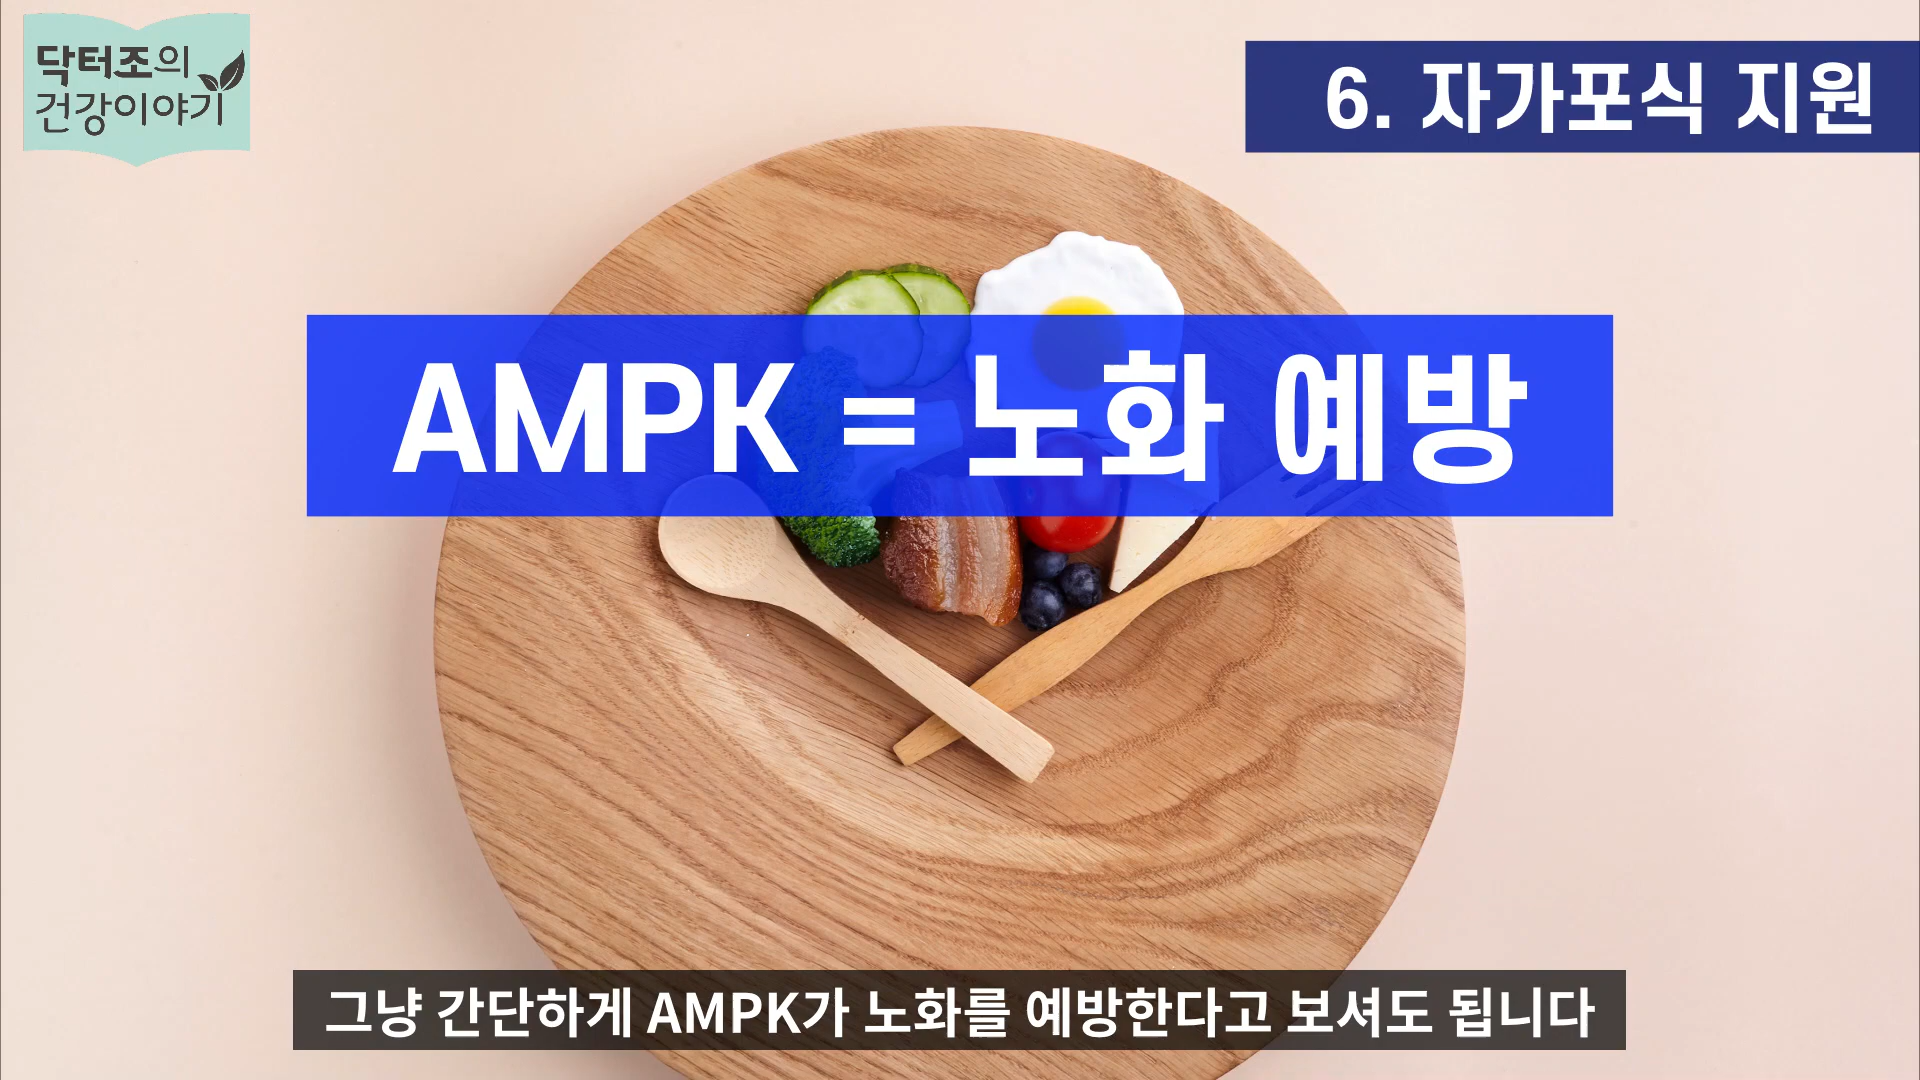 닥터조의
건강이야기
6. 자가포식 지원
AMPK = 노화 예방
그냥 간단하게 AMPK가 노화를 예방한다고 보셔도 됩니다